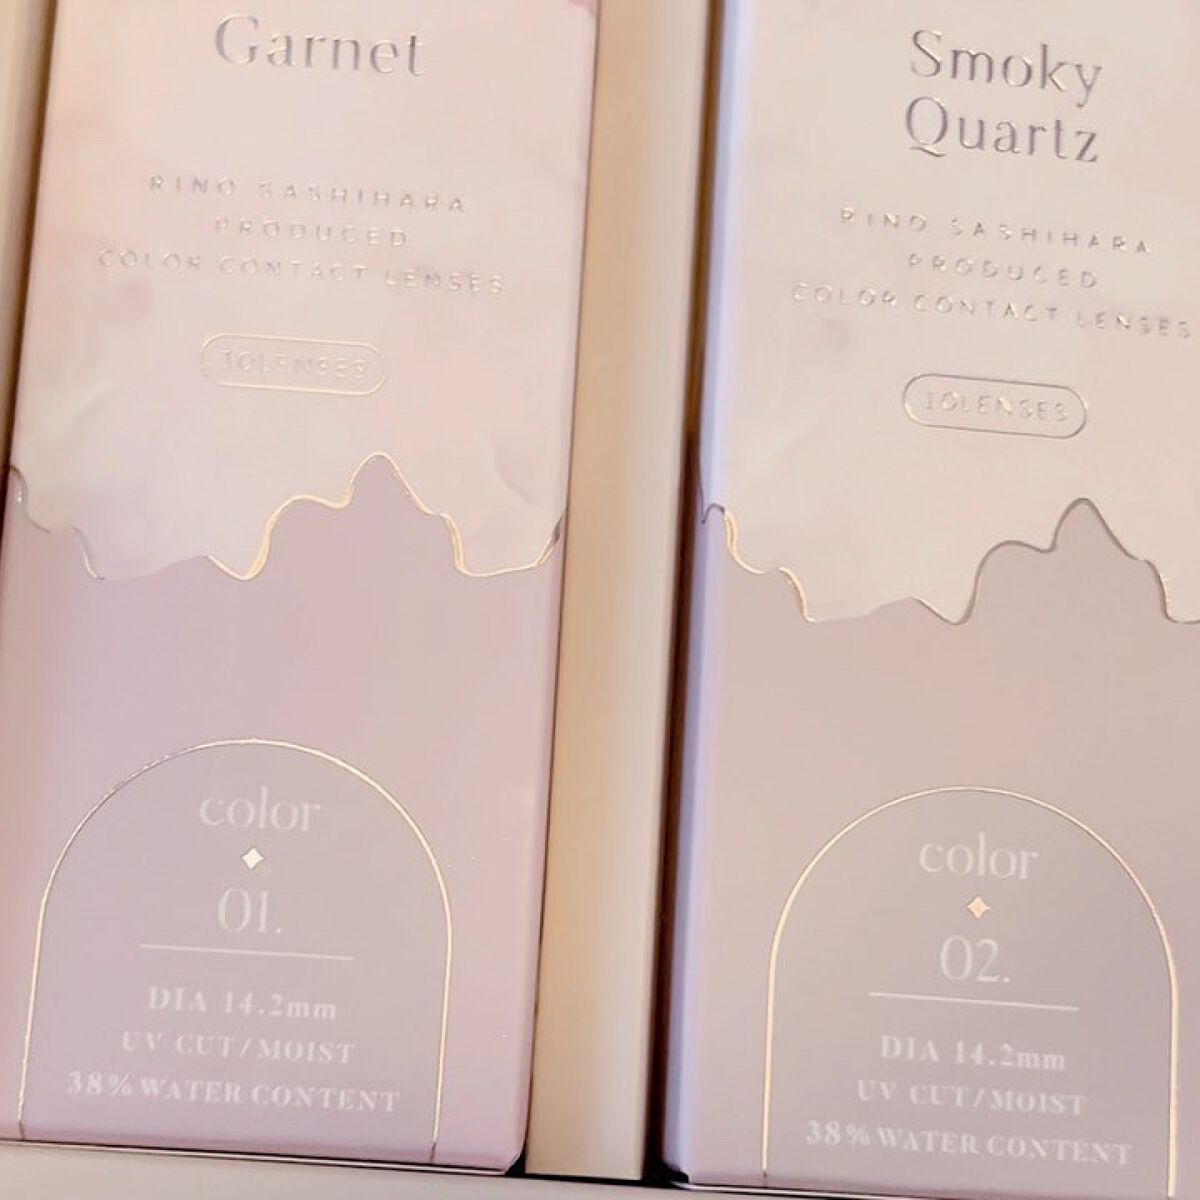 Garnet
RINO SASHIHARA
PRODUCED
COLOR CONTACT LENSES
10LENSES
color
01.
DIA 14.2mm
UV CUT/MOIST
38% WATER CONTENT
Smoky
Quartz
RINO SASHIHARA
PRODUCED
COLOR CONTACT LENSES
10LENSES
color
02.
DIA 14.2mm
UV CUT/MOIST
38% WATER CONTENT